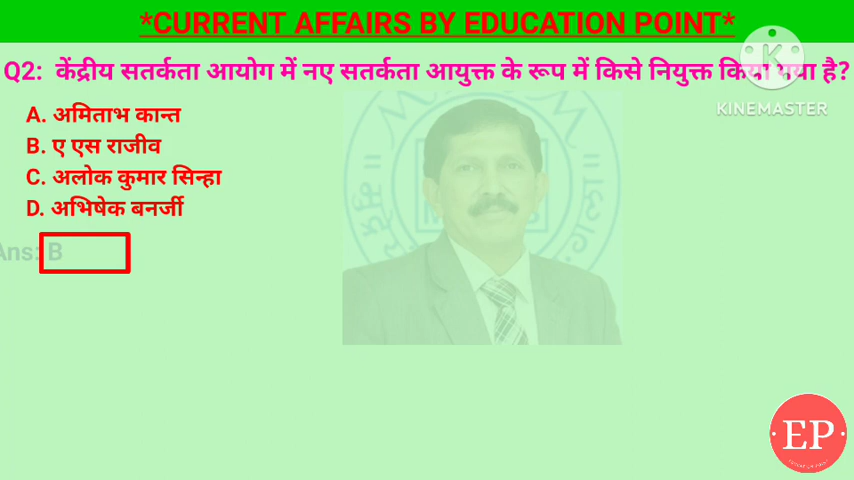 *CURRENT AFFAIRS BY EDUCATION POINT*
Q2: केंद्रीय सतर्कता आयोग में नए सतर्कता आयुक्त के रूप में किसे नियुक्त किया गया है?
KINEMASTER
A. अमिताभ कान्त
B. ए एस राजीव
C. अलोक कुमार सिन्हा
D. अभिषेक बनर्जी
Ans: B
EP